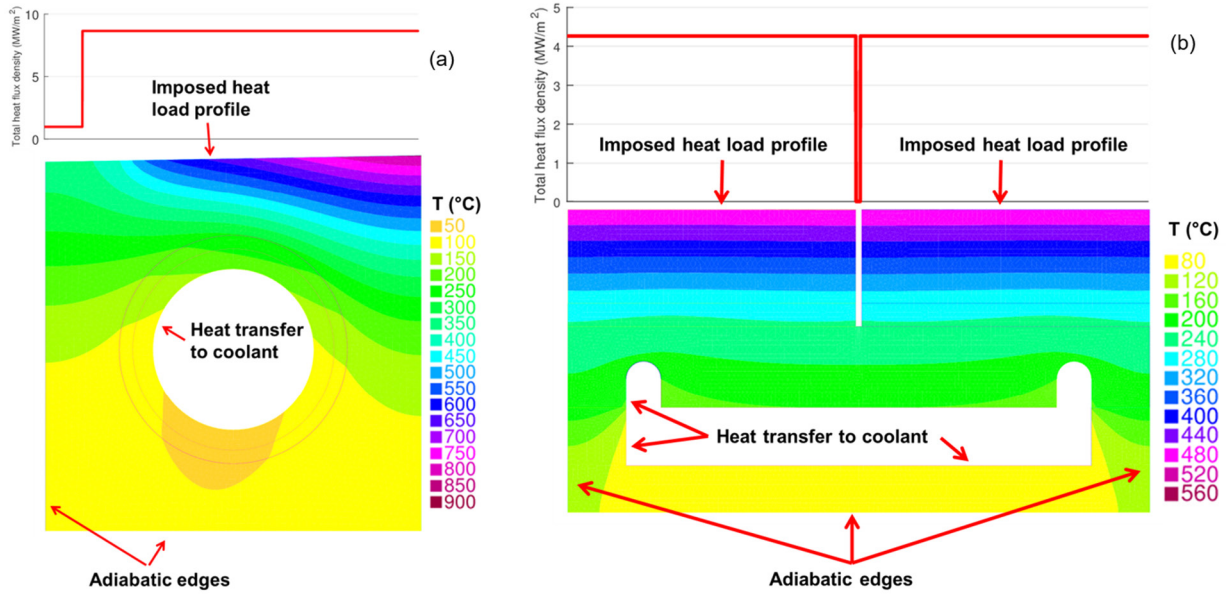 Total heat flux density (MW/m²)
10
5
0
(a)
Imposed heat
load profile
T (°C)
50
100
150
200
250
300
350
400
450
500
550
600
650
700
750
800
850
900
Heat transfer
to coolant
Adiabatic edges
Total heat flux density (MW/m²)
5
4
3
2
1
0
(b)
Imposed heat load profile
Imposed heat load profile
T (°C)
80
120
160
200
240
280
320
360
400
440
480
520
560
Heat transfer to coolant
Adiabatic edges